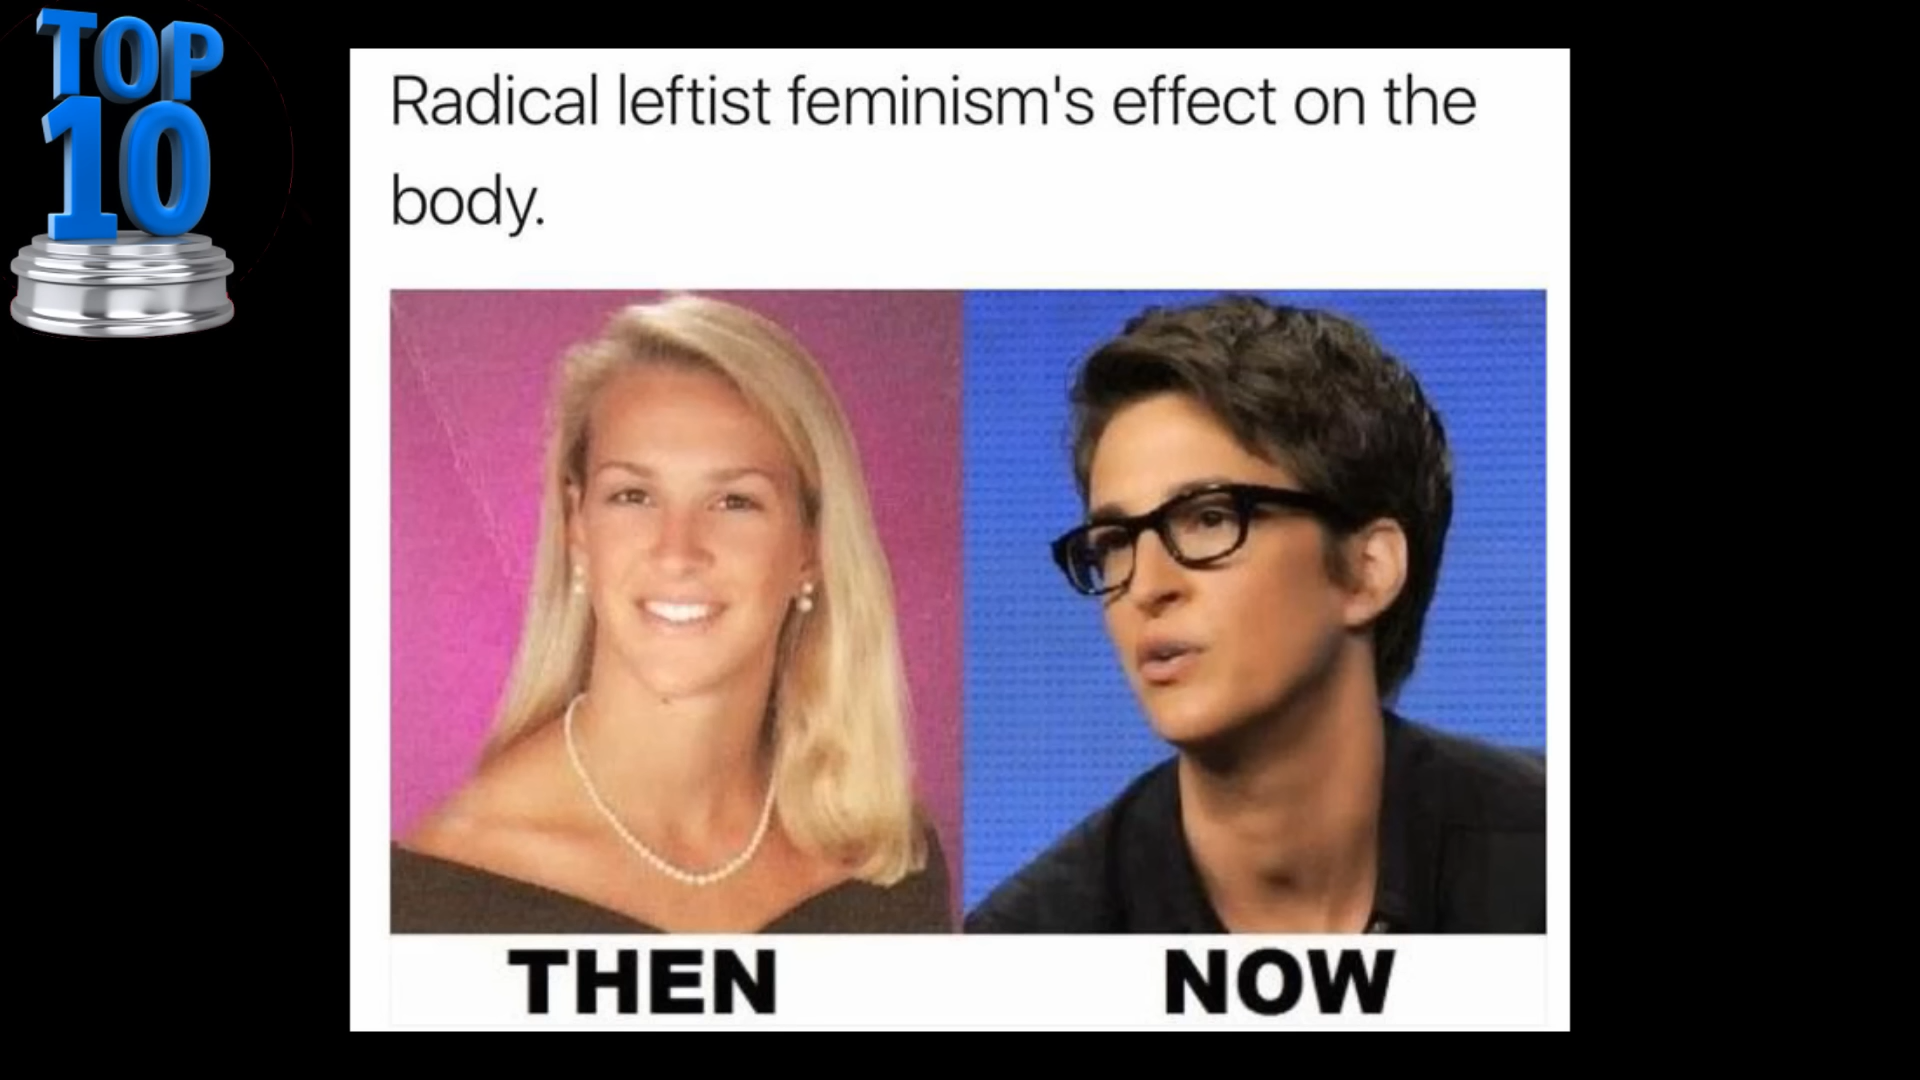 TOP
10
Radical leftist feminism's effect on the
body.
THEN
NOW